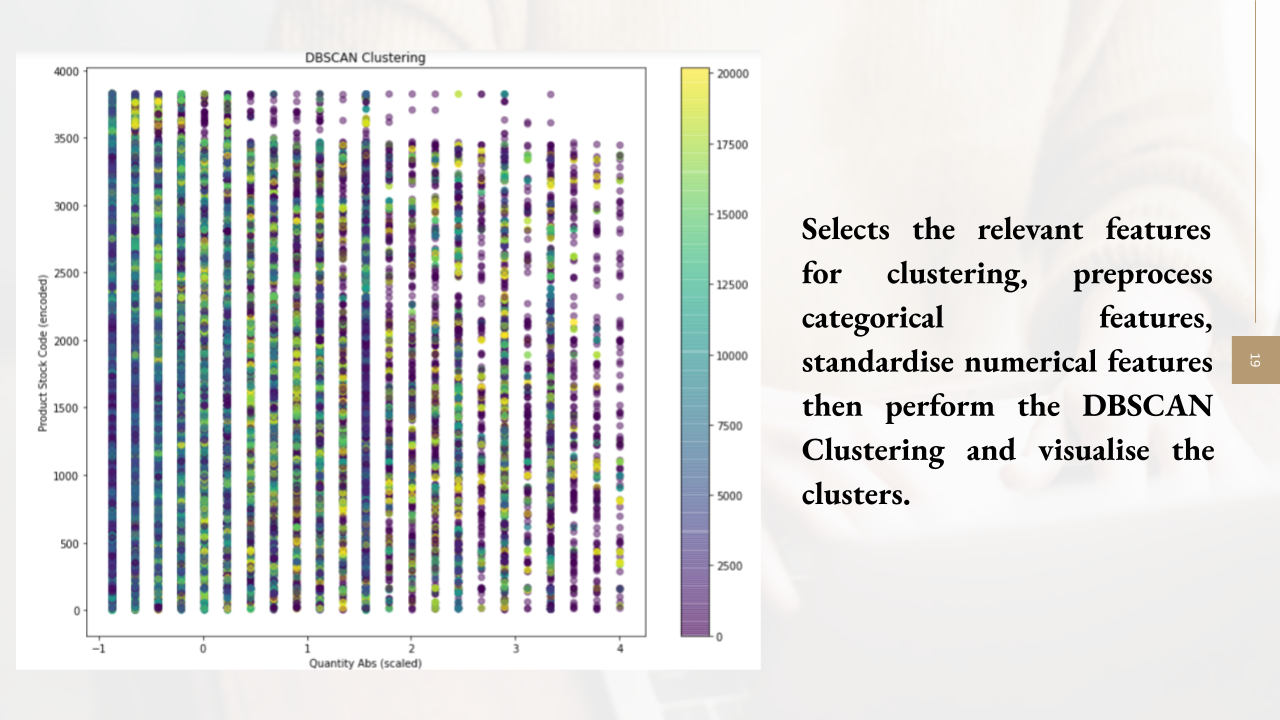 DBSCAN Clustering
4000
3500
3000
2500
2000
1500
1000
500
0
Product Stock Code (encoded)
−1 0 1 2 3 4
Quantity Abs (scaled)
20000
17500
15000
12500
10000
7500
5000
2500
0
Selects the relevant features
for clustering, preprocess
categorical features,
standardise numerical features
then perform the DBSCAN
Clustering and visualise the
clusters.
19